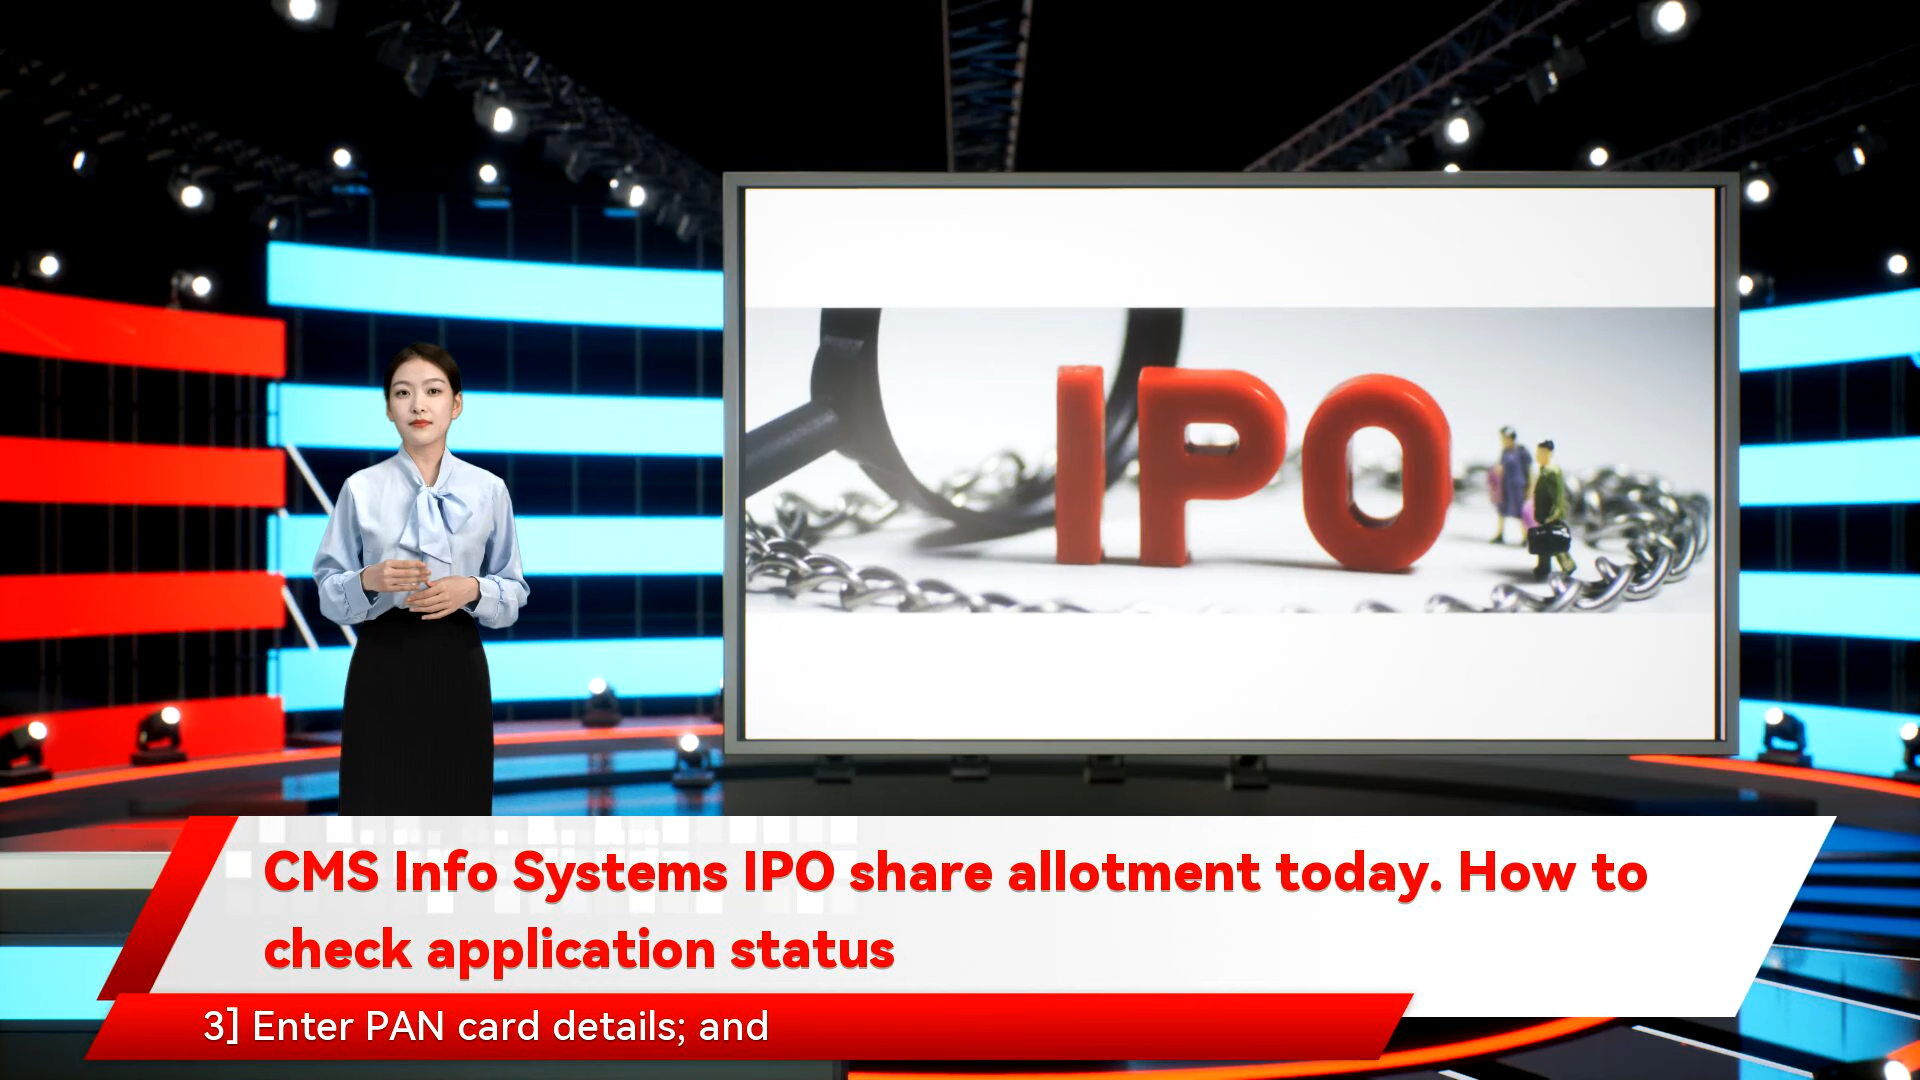 IPO
CMS Info Systems IPO share allotment today. How to
check application status
3] Enter PAN card details; and